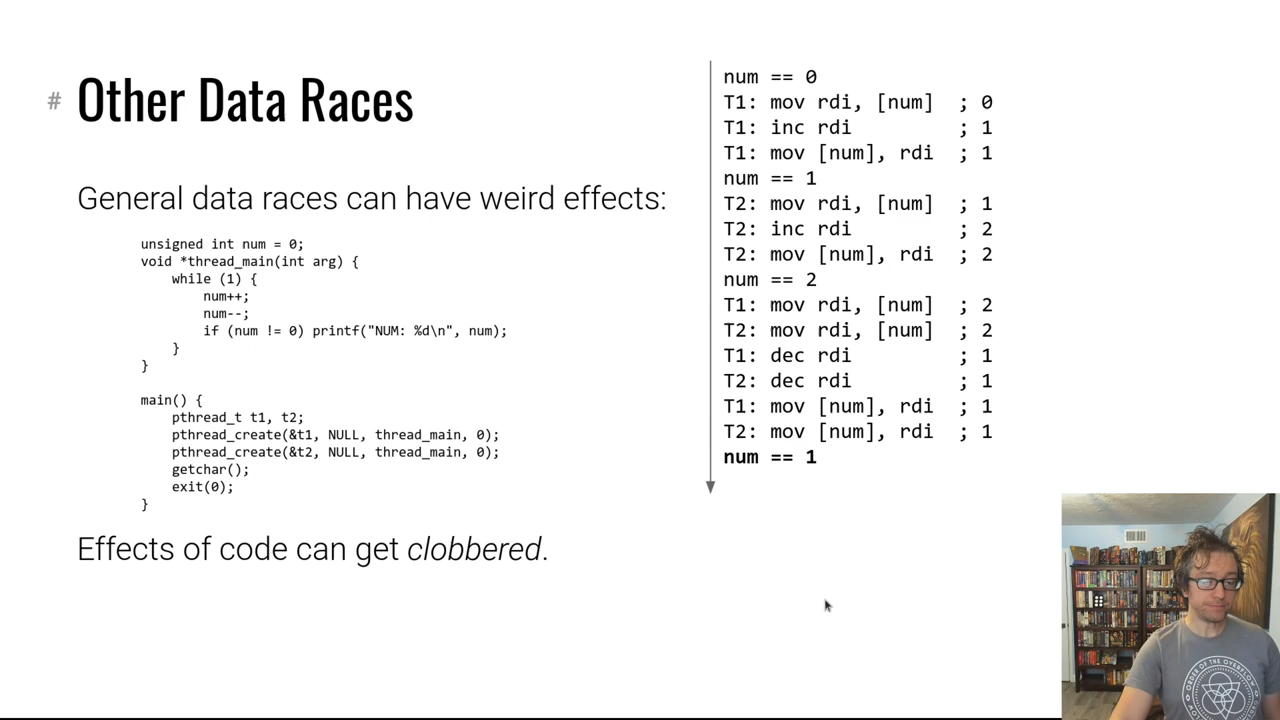 # Other Data Races
General data races can have weird effects:
unsigned int num = 0;
void *thread_main(int arg) {
while (1) {
num++;
num--;
if (num != 0) printf("NUM: %d\n", num);
}
}
main() {
pthread_t t1, t2;
pthread_create(&t1, NULL, thread_main, 0);
pthread_create(&t2, NULL, thread_main, 0);
getchar();
exit(0);
}
Effects of code can get clobbered.
num == 0
T1: mov rdi, [num] ; 0
T1: inc rdi ; 1
T1: mov [num], rdi ; 1
num == 1
T2: mov rdi, [num] ; 1
T2: inc rdi ; 2
T2: mov [num], rdi ; 2
num == 2
T1: mov rdi, [num] ; 2
T2: mov rdi, [num] ; 2
T1: dec rdi ; 1
T2: dec rdi ; 1
T1: mov [num], rdi ; 1
T2: mov [num], rdi ; 1
num == 1
ORDER OF THE OVERFLOW